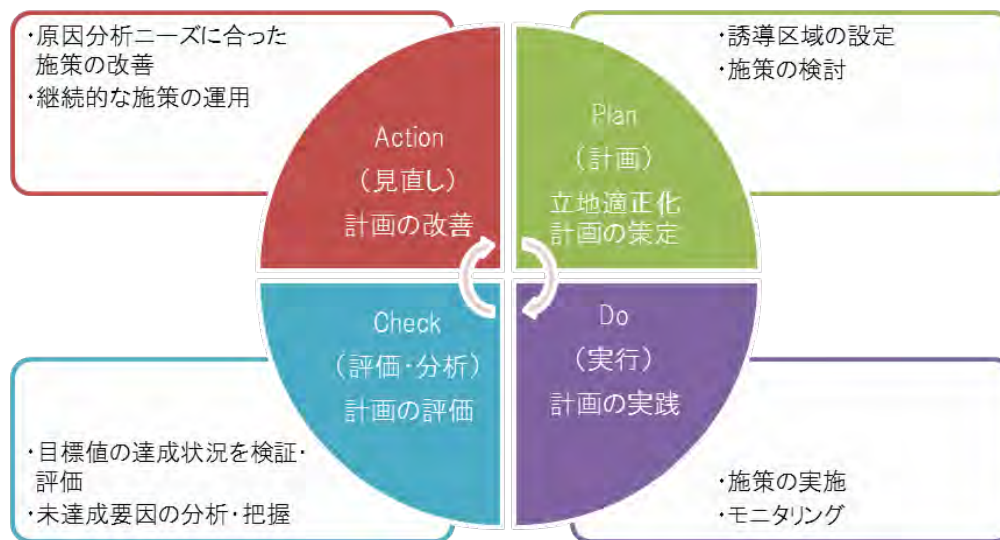 ・原因分析ニーズに合った
施策の改善
・継続的な施策の運用
Action
（見直し）
計画の改善
Plan
（計画）
立地適正化
計画の策定
・誘導区域の設定
・施策の検討
Check
（評価・分析）
計画の評価
・目標値の達成状況を検証・
評価
・未達成要因の分析・把握
Do
（実行）
計画の実践
・施策の実施
・モニタリング